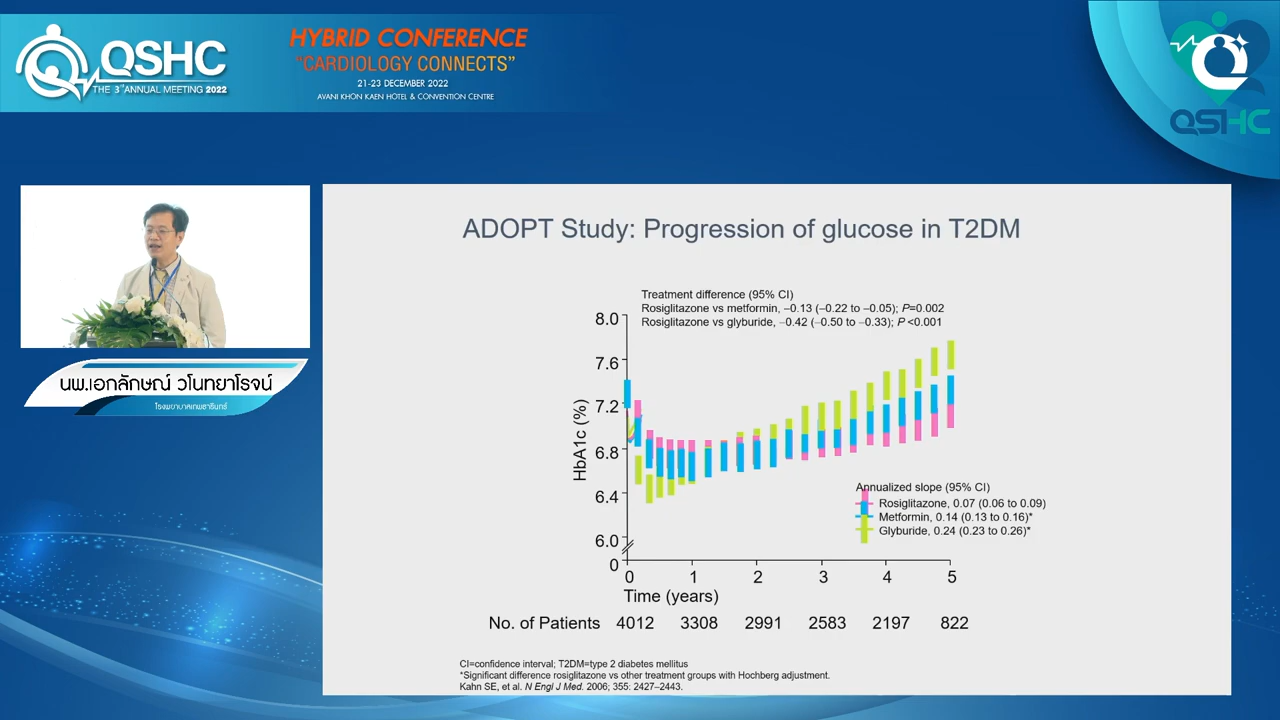 QSHC
THE 3rd ANNUAL MEETING 2022
HYBRID CONFERENCE
"CARDIOLOGY CONNECTS"
21-23 DECEMBER 2022
AVANI KHON KAEN HOTEL & CONVENTION CENTRE
QSHC
นพ.เอกลักษณ์ วโนทยาโรจน์
โรงพยาบาลเทพธารินทร์
ADOPT Study: Progression of glucose in T2DM
Treatment difference (95% CI)
Rosiglitazone vs metformin, −0.13 (−0.22 to −0.05); P=0.002
Rosiglitazone vs glyburide, −0.42 (−0.50 to −0.33); P <0.001
HbA1c (%)
8.0
7.6
7.2
6.8
6.4
6.0
0
Annualized slope (95% CI)
Rosiglitazone, 0.07 (0.06 to 0.09)
Metformin, 0.14 (0.13 to 0.16)*
Glyburide, 0.24 (0.23 to 0.26)*
0 1 2 3 4 5
Time (years)
No. of Patients 4012 3308 2991 2583 2197 822
CI=confidence interval; T2DM=type 2 diabetes mellitus
*Significant difference rosiglitazone vs other treatment groups with Hochberg adjustment.
Kahn SE, et al. N Engl J Med. 2006; 355: 2427–2443.